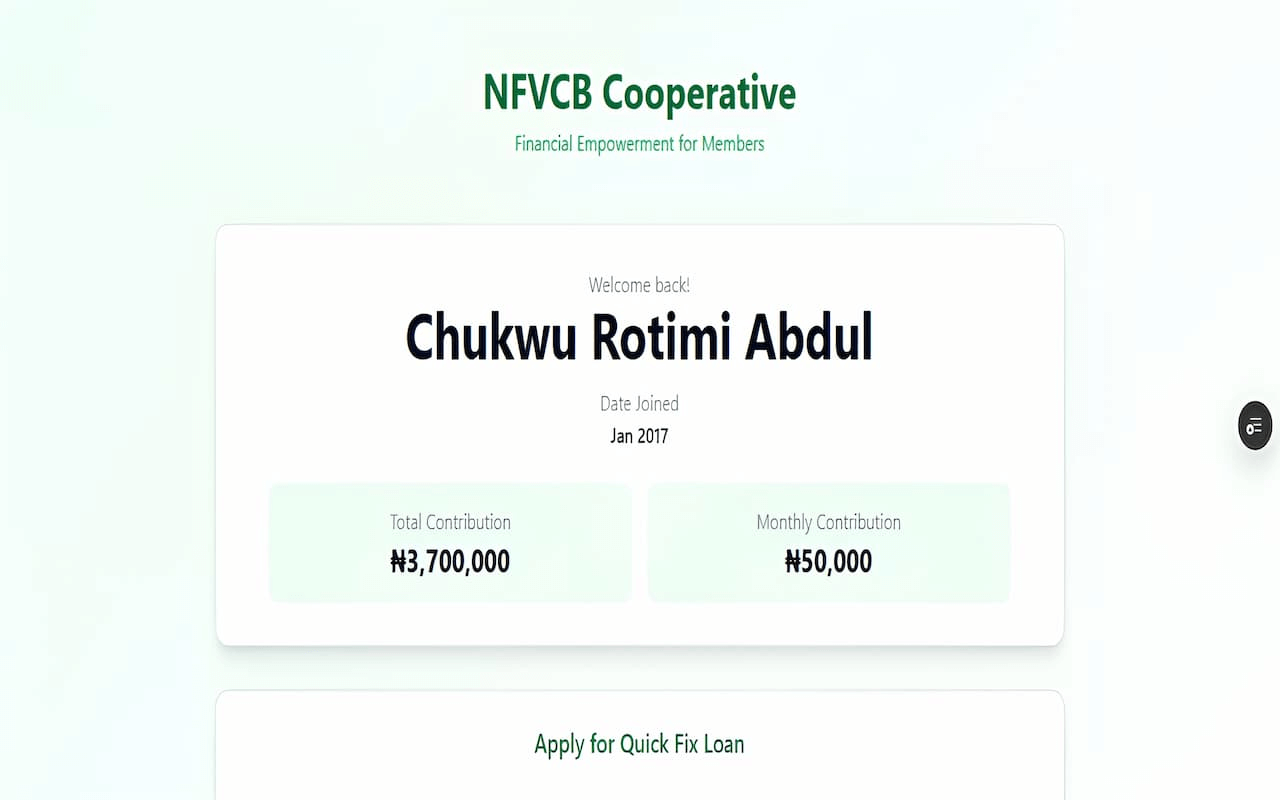 NFVCB Cooperative
Financial Empowerment for Members
Welcome back!
Chukwu Rotimi Abdul
Date Joined
Jan 2017
Total Contribution
₦3,700,000
Monthly Contribution
₦50,000
Apply for Quick Fix Loan